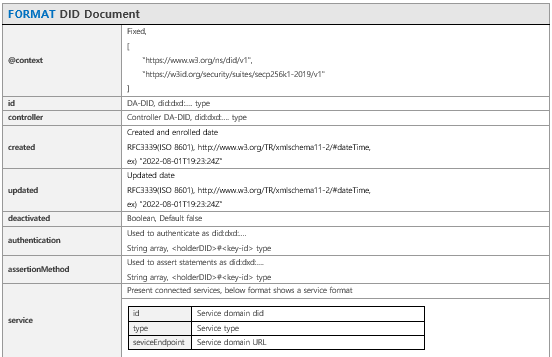 FORMAT DID Document
@context
Fixed,
[
"https://www.w3.org/ns/did/v1",
"https://w3id.org/security/suites/secp256k1-2019/v1"
]
id
DA-DID, did:dxd:.... type
controller
Controller DA-DID, did:dxd:.... type
created
Created and enrolled date
RFC3339(ISO 8601), http://www.w3.org/TR/xmlschema11-2/#dateTime,
ex) "2022-08-01T19:23:24Z"
updated
Updated date
RFC3339(ISO 8601), http://www.w3.org/TR/xmlschema11-2/#dateTime,
ex) "2022-08-01T19:23:24Z"
deactivated
Boolean, Default false
authentication
Used to authenticate as did:dxd:....
String array, <holderDID>#<key-id> type
assertionMethod
Used to assert statements as did:dxd:....
String array, <holderDID>#<key-id> type
service
Present connected services, below format shows a service format
id Service domain did
type Service type
seviceEndpoint Service domain URL